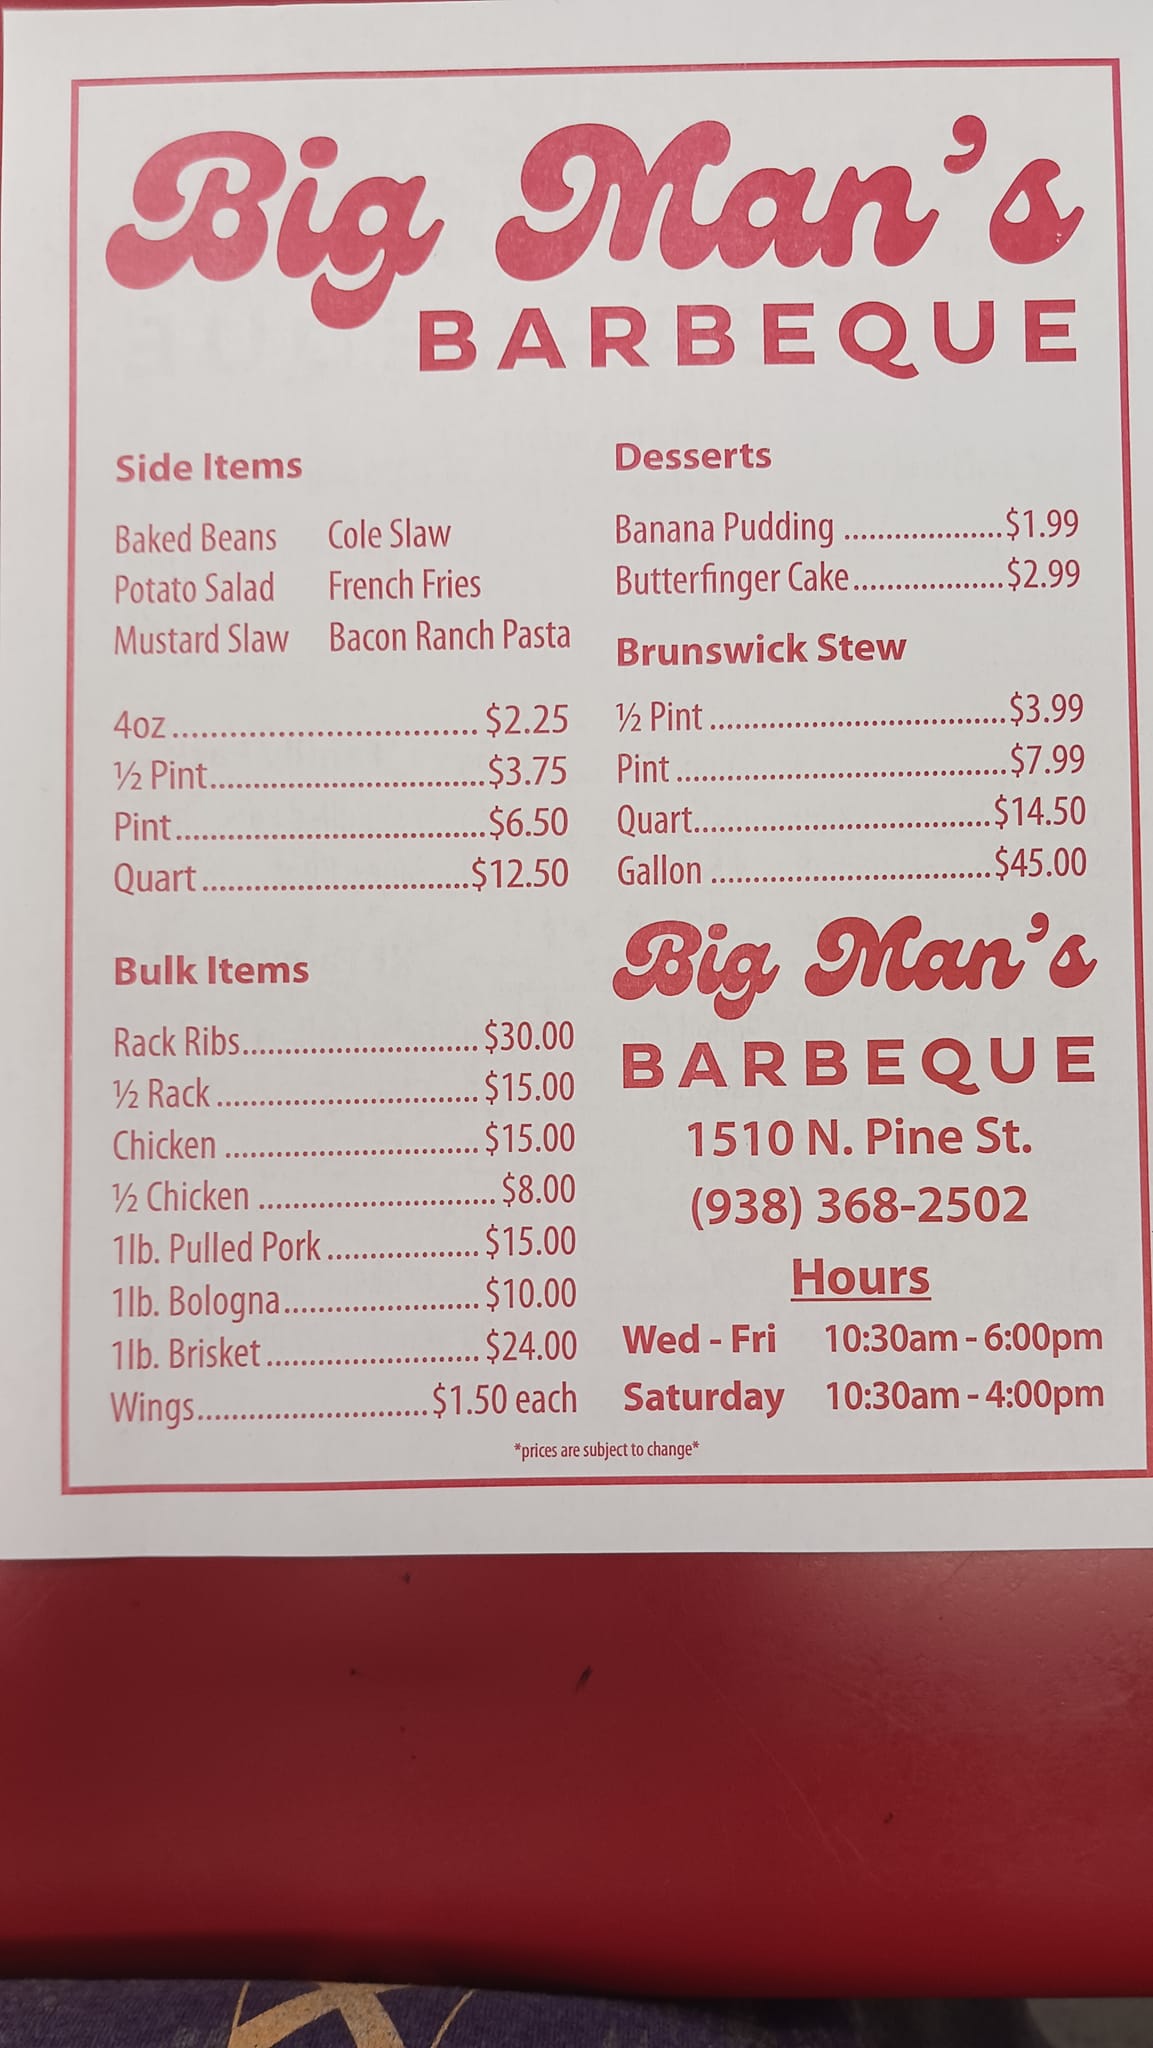 Big Man's
BARBEQUE
Side Items
Baked Beans Cole Slaw
Potato Salad French Fries
Mustard Slaw Bacon Ranch Pasta
4oz.............................. $2.25
½ Pint...........................$3.75
Pint..............................$6.50
Quart...........................$12.50
Bulk Items
Rack Ribs.......................... $30.00
½ Rack ............................. $15.00
Chicken ............................ $15.00
½ Chicken .......................... $8.00
1lb. Pulled Pork................. $15.00
1lb. Bologna...................... $10.00
1lb. Brisket........................ $24.00
Wings..........................$1.50 each
Desserts
Banana Pudding ...................$1.99
Butterfinger Cake..................$2.99
Brunswick Stew
½ Pint ..................................$3.99
Pint ......................................$7.99
Quart..................................$14.50
Gallon ................................$45.00
Big Man's
BARBEQUE
1510 N. Pine St.
(938) 368-2502
Hours
Wed - Fri 10:30am - 6:00pm
Saturday 10:30am - 4:00pm
*prices are subject to change*